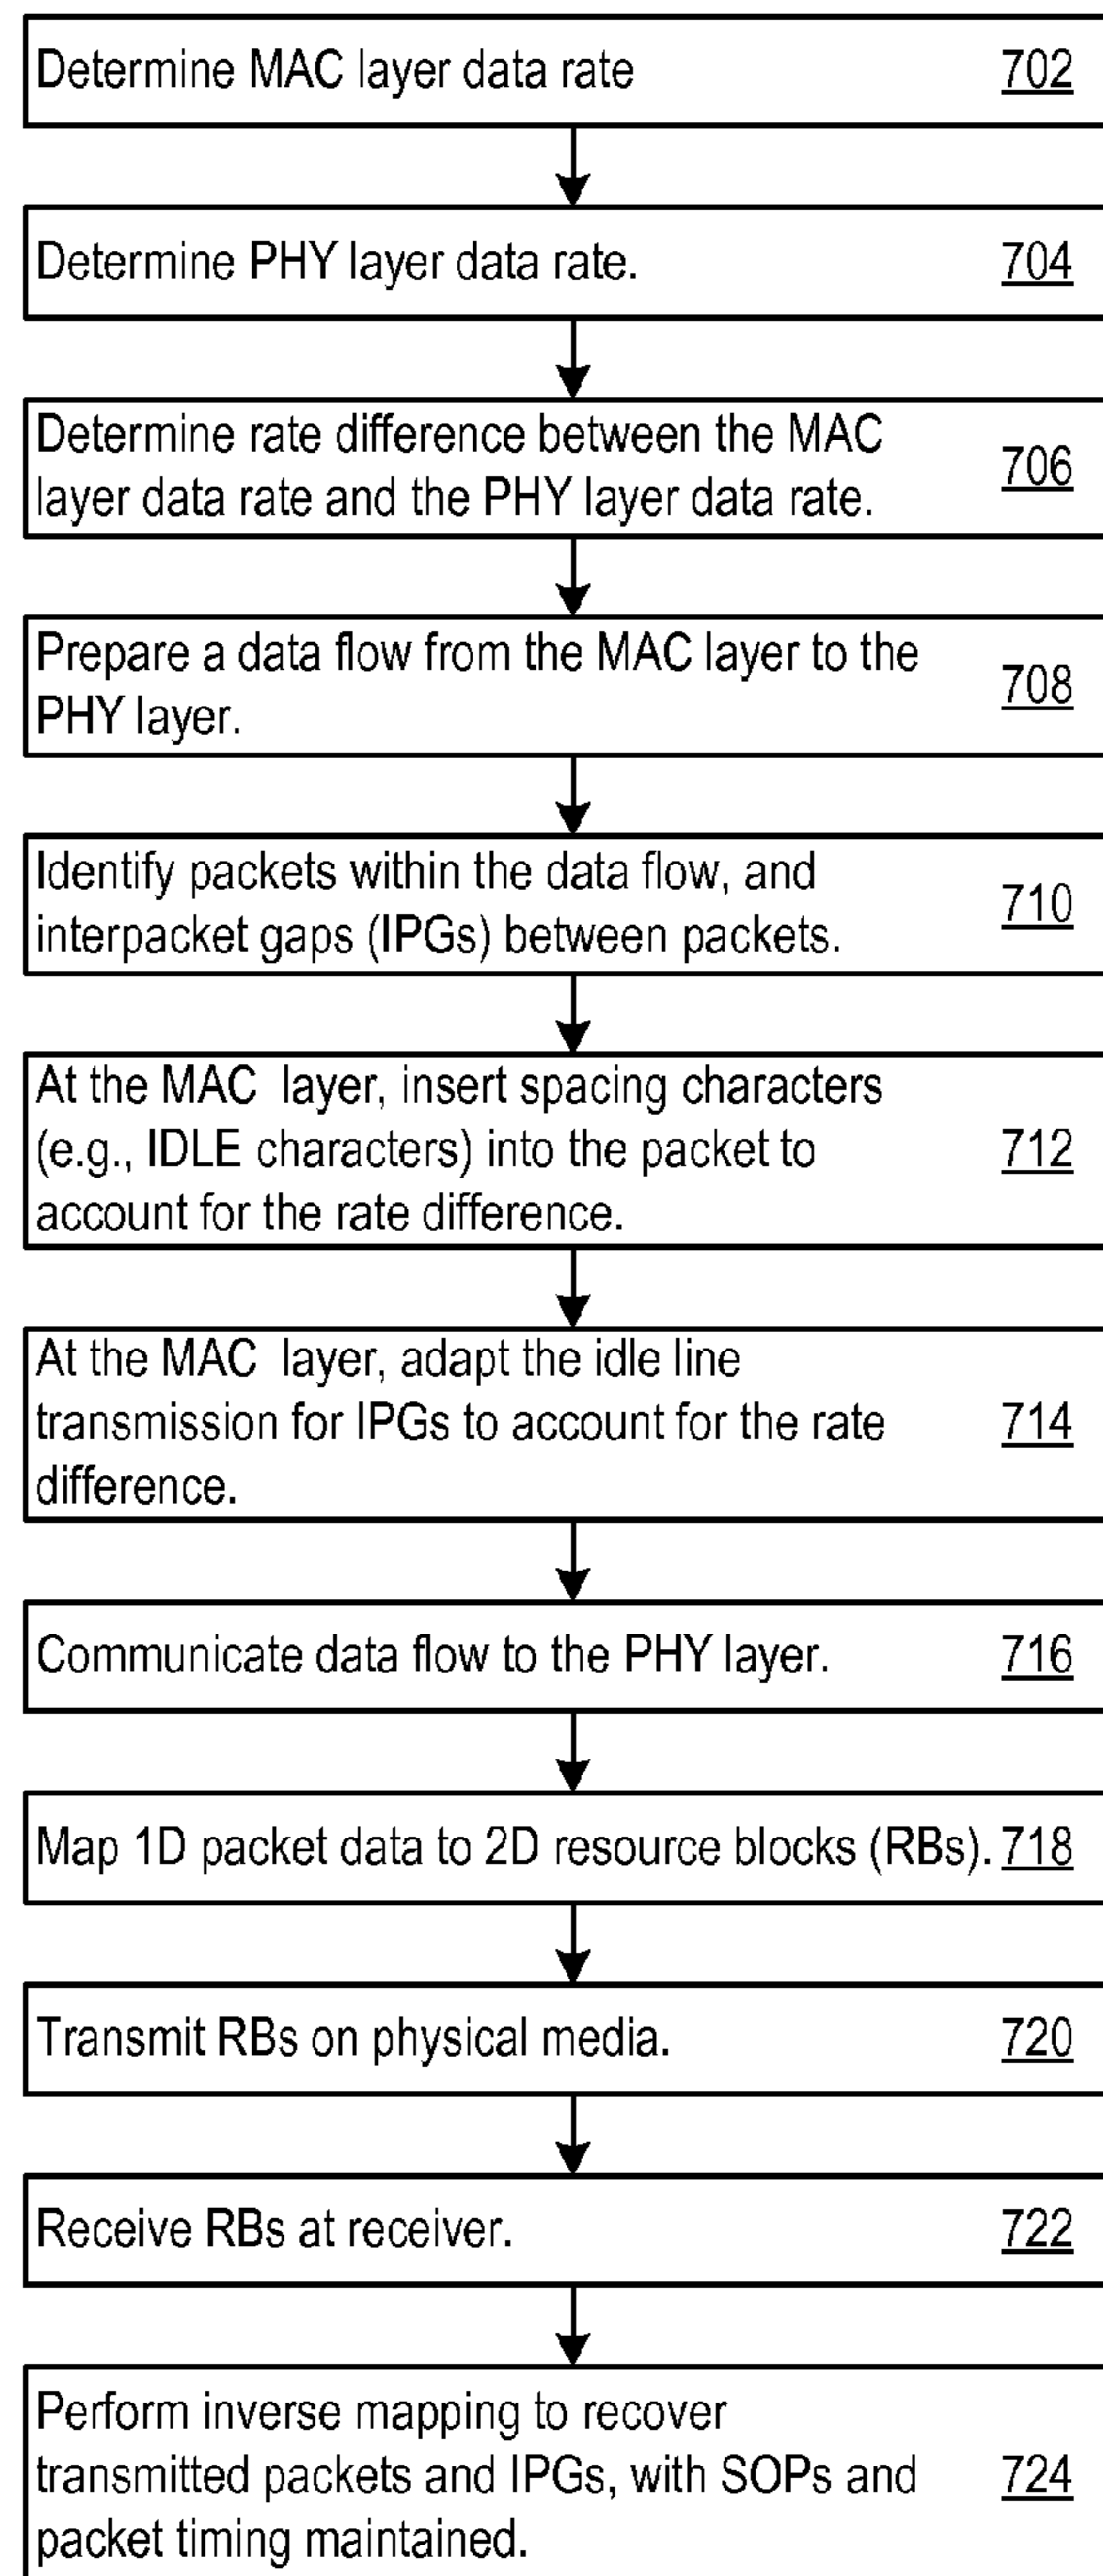 Determine MAC layer data rate 702
Determine PHY layer data rate. 704
Determine rate difference between the MAC
layer data rate and the PHY layer data rate. 706
Prepare a data flow from the MAC layer to the
PHY layer. 708
Identify packets within the data flow, and
interpacket gaps (IPGs) between packets. 710
At the MAC layer, insert spacing characters
(e.g., IDLE characters) into the packet to 712
account for the rate difference.
At the MAC layer, adapt the idle line
transmission for IPGs to account for the rate 714
difference.
Communicate data flow to the PHY layer. 716
Map 1D packet data to 2D resource blocks (RBs). 718
Transmit RBs on physical media. 720
Receive RBs at receiver. 722
Perform inverse mapping to recover
transmitted packets and IPGs, with SOPs and 724
packet timing maintained.